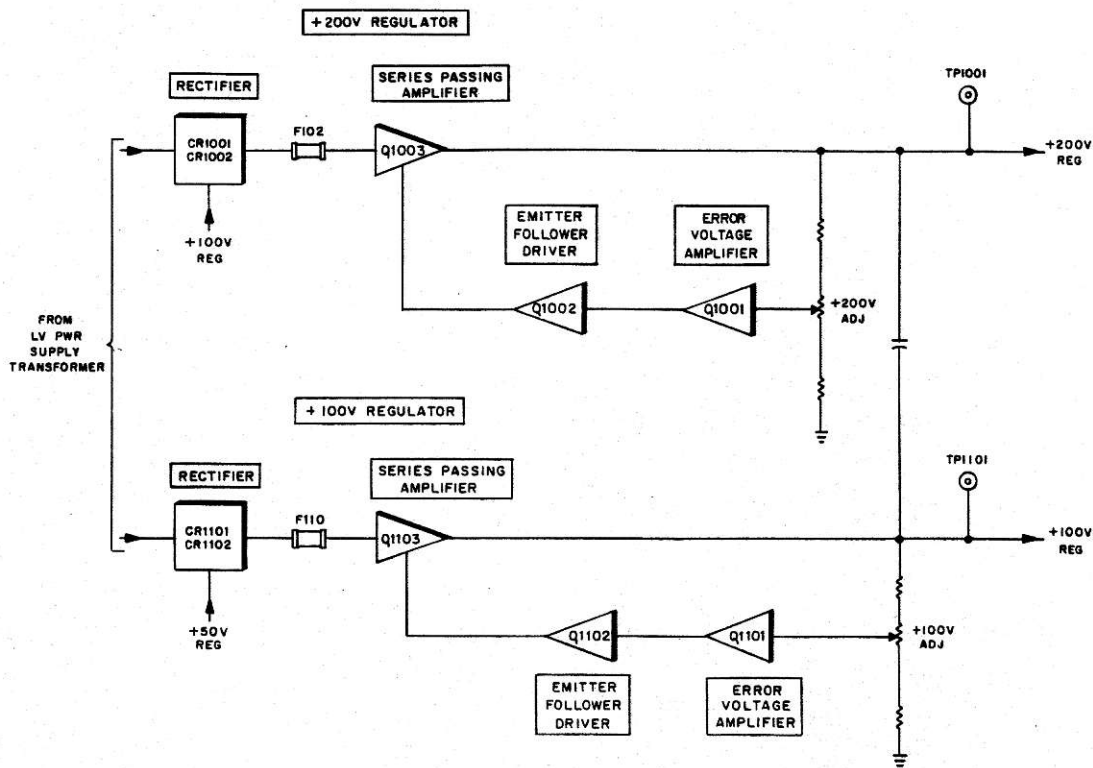 +200V REGULATOR
RECTIFIER
SERIES PASSING
AMPLIFIER
TP1001
CR1001
CR1002
F102
Q1003
+200V
REG
+100V
REG
EMITTER
FOLLOWER
DRIVER
ERROR
VOLTAGE
AMPLIFIER
Q1002
Q1001
+200V
ADJ
FROM
LV PWR
SUPPLY
TRANSFORMER
+100V REGULATOR
RECTIFIER
SERIES PASSING
AMPLIFIER
TP1101
CR1101
CR1102
F110
Q1103
+100V
REG
+50V
REG
Q1102
Q1101
+100V
ADJ
EMITTER
FOLLOWER
DRIVER
ERROR
VOLTAGE
AMPLIFIER